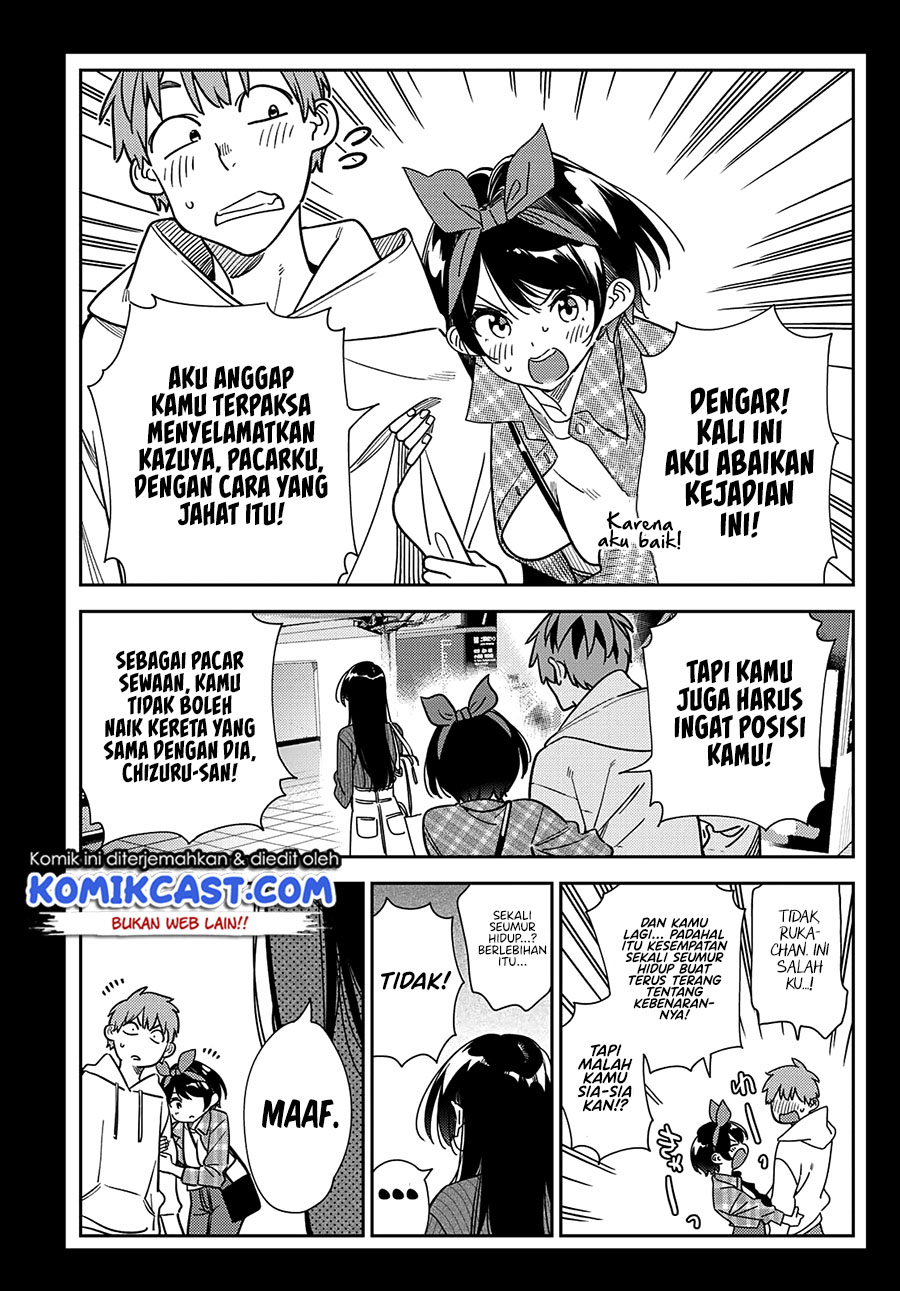 DENGAR!
KALI INI
AKU ABAIKAN
KEJADIAN
INI!
Karena
aku baik!
AKU ANGGAP
KAMU TERPAKSA
MENYELAMATKAN
KAZUYA, PACARKU,
DENGAN CARA YANG
JAHAT ITU!
TAPI KAMU
JUGA HARUS
INGAT POSISI
KAMU!
SEBAGAI PACAR
SEWAAN, KAMU
TIDAK BOLEH
NAIK KERETA YANG
SAMA DENGAN DIA,
CHIZURU-SAN!
Komik ini diterjemahkan & diedit oleh
KOMIKCAST.COM
BUKAN WEB LAIN!!
TIDAK
RUKA-
CHAN. INI
SALAH
KU...!
DAN KAMU
LAGI... PADAHAL
ITU KESEMPATAN
SEKALI SEUMUR
HIDUP BUAT
TERUS TERANG
TENTANG
KEBENARAN-
NYA!
TAPI
MALAH
KAMU
SIA-SIA
KAN!?
SEKALI
SEUMUR
HIDUP...?
BERLEBIHAN
ITU...
TIDAK!
...
MAAF.